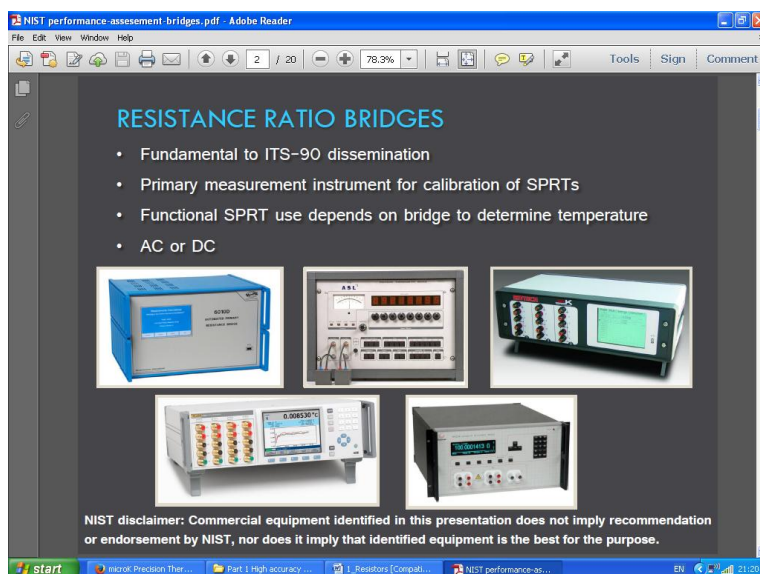 NIST performance-assesement-bridges.pdf - Adobe Reader
File Edit View Window Help
2 / 20
78.3%
Tools Sign Comment
RESISTANCE RATIO BRIDGES
• Fundamental to ITS-90 dissemination
• Primary measurement instrument for calibration of SPRTs
• Functional SPRT use depends on bridge to determine temperature
• AC or DC
ASL
0.008530 °C
NIST disclaimer: Commercial equipment identified in this presentation does not imply recommendation
or endorsement by NIST, nor does it imply that identified equipment is the best for the purpose.
start
microK Precision Ther...
Part 1 High accuracy ...
1_Resistors [Compati...
NIST performance-as...
EN
21:20